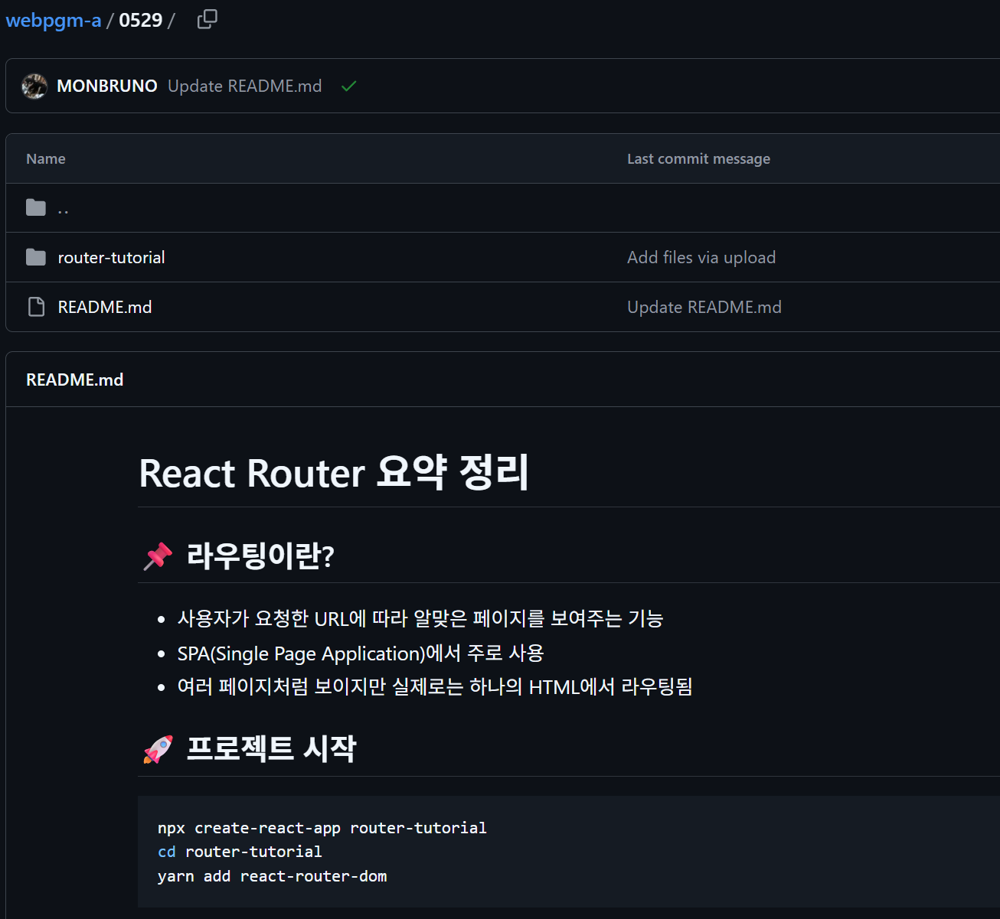 webpgm-a / 0529 /
MONBRUNO Update README.md
Name Last commit message
..
router-tutorial Add files via upload
README.md Update README.md
README.md
React Router 요약 정리
📌 라우팅이란?
• 사용자가 요청한 URL에 따라 알맞은 페이지를 보여주는 기능
• SPA(Single Page Application)에서 주로 사용
• 여러 페이지처럼 보이지만 실제로는 하나의 HTML에서 라우팅됨
🚀 프로젝트 시작
npx create-react-app router-tutorial
cd router-tutorial
yarn add react-router-dom